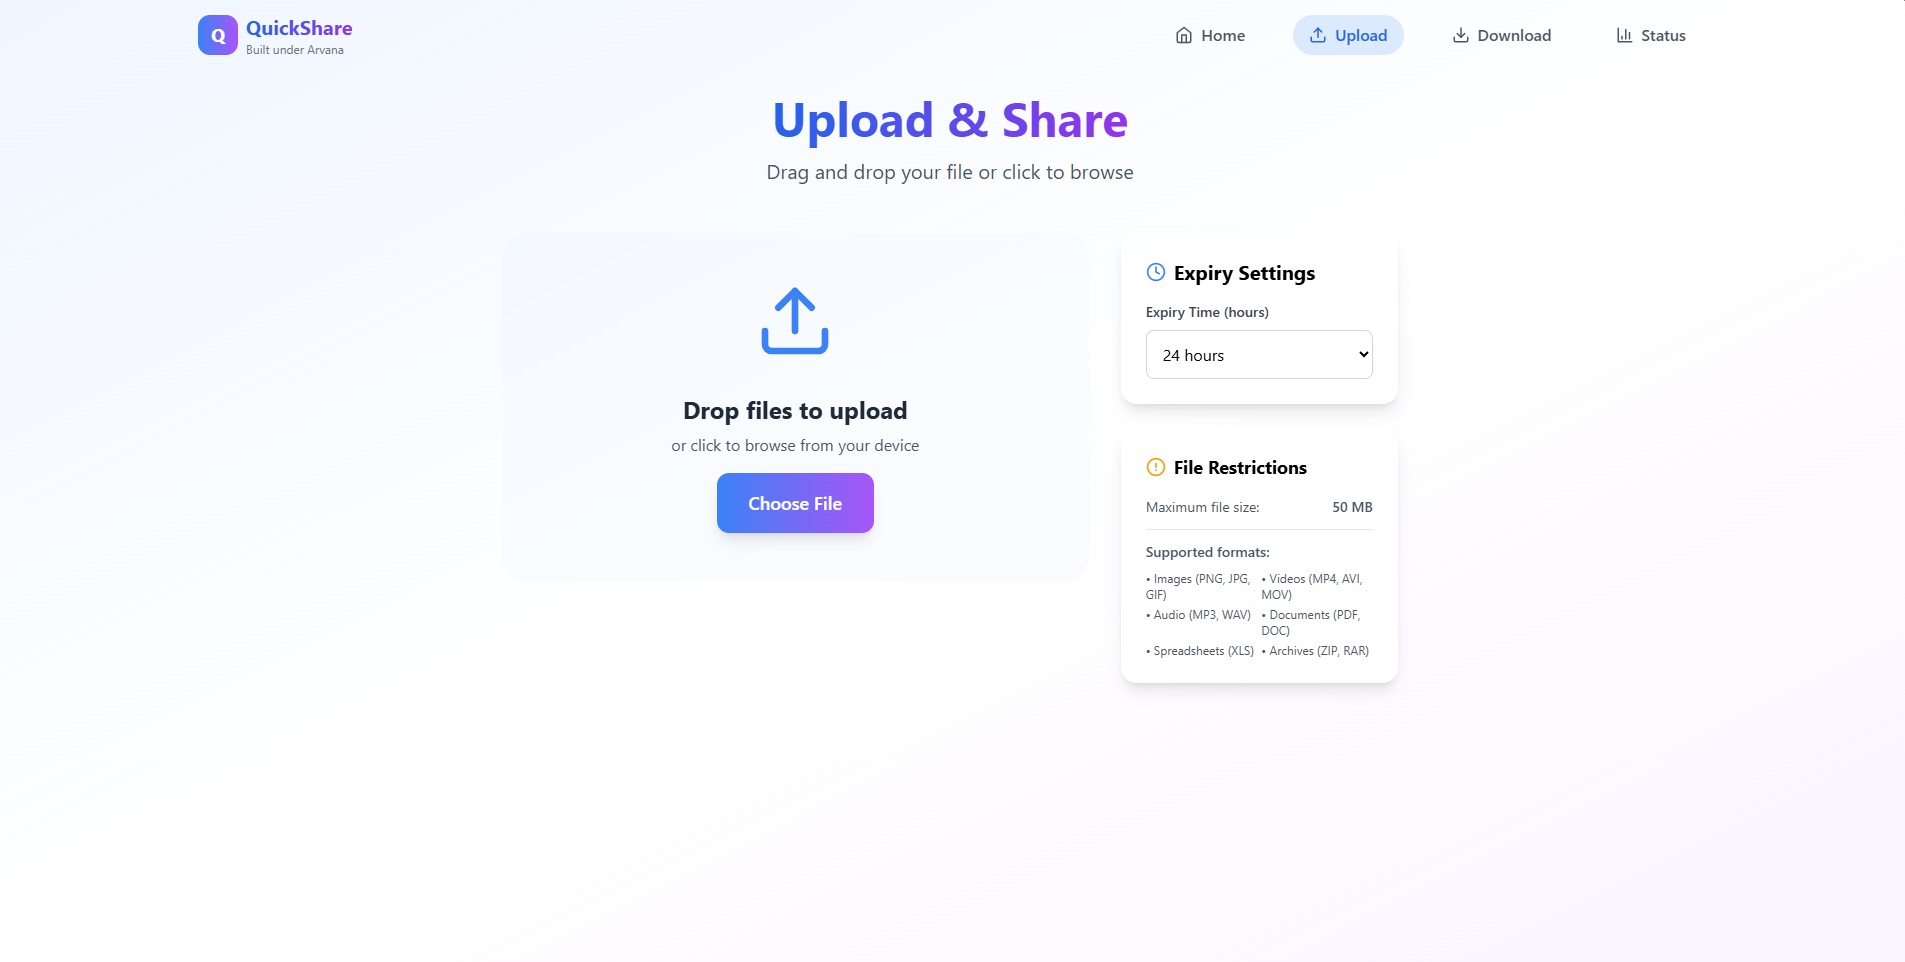 Q
QuickShare
Built under Arvana
Home
Upload
Download
Status
Upload & Share
Drag and drop your file or click to browse
Drop files to upload
or click to browse from your device
Choose File
Expiry Settings
Expiry Time (hours)
24 hours
File Restrictions
Maximum file size: 50 MB
Supported formats:
• Images (PNG, JPG,
GIF)
• Videos (MP4, AVI,
MOV)
• Audio (MP3, WAV)
• Documents (PDF,
DOC)
• Spreadsheets (XLS)
• Archives (ZIP, RAR)